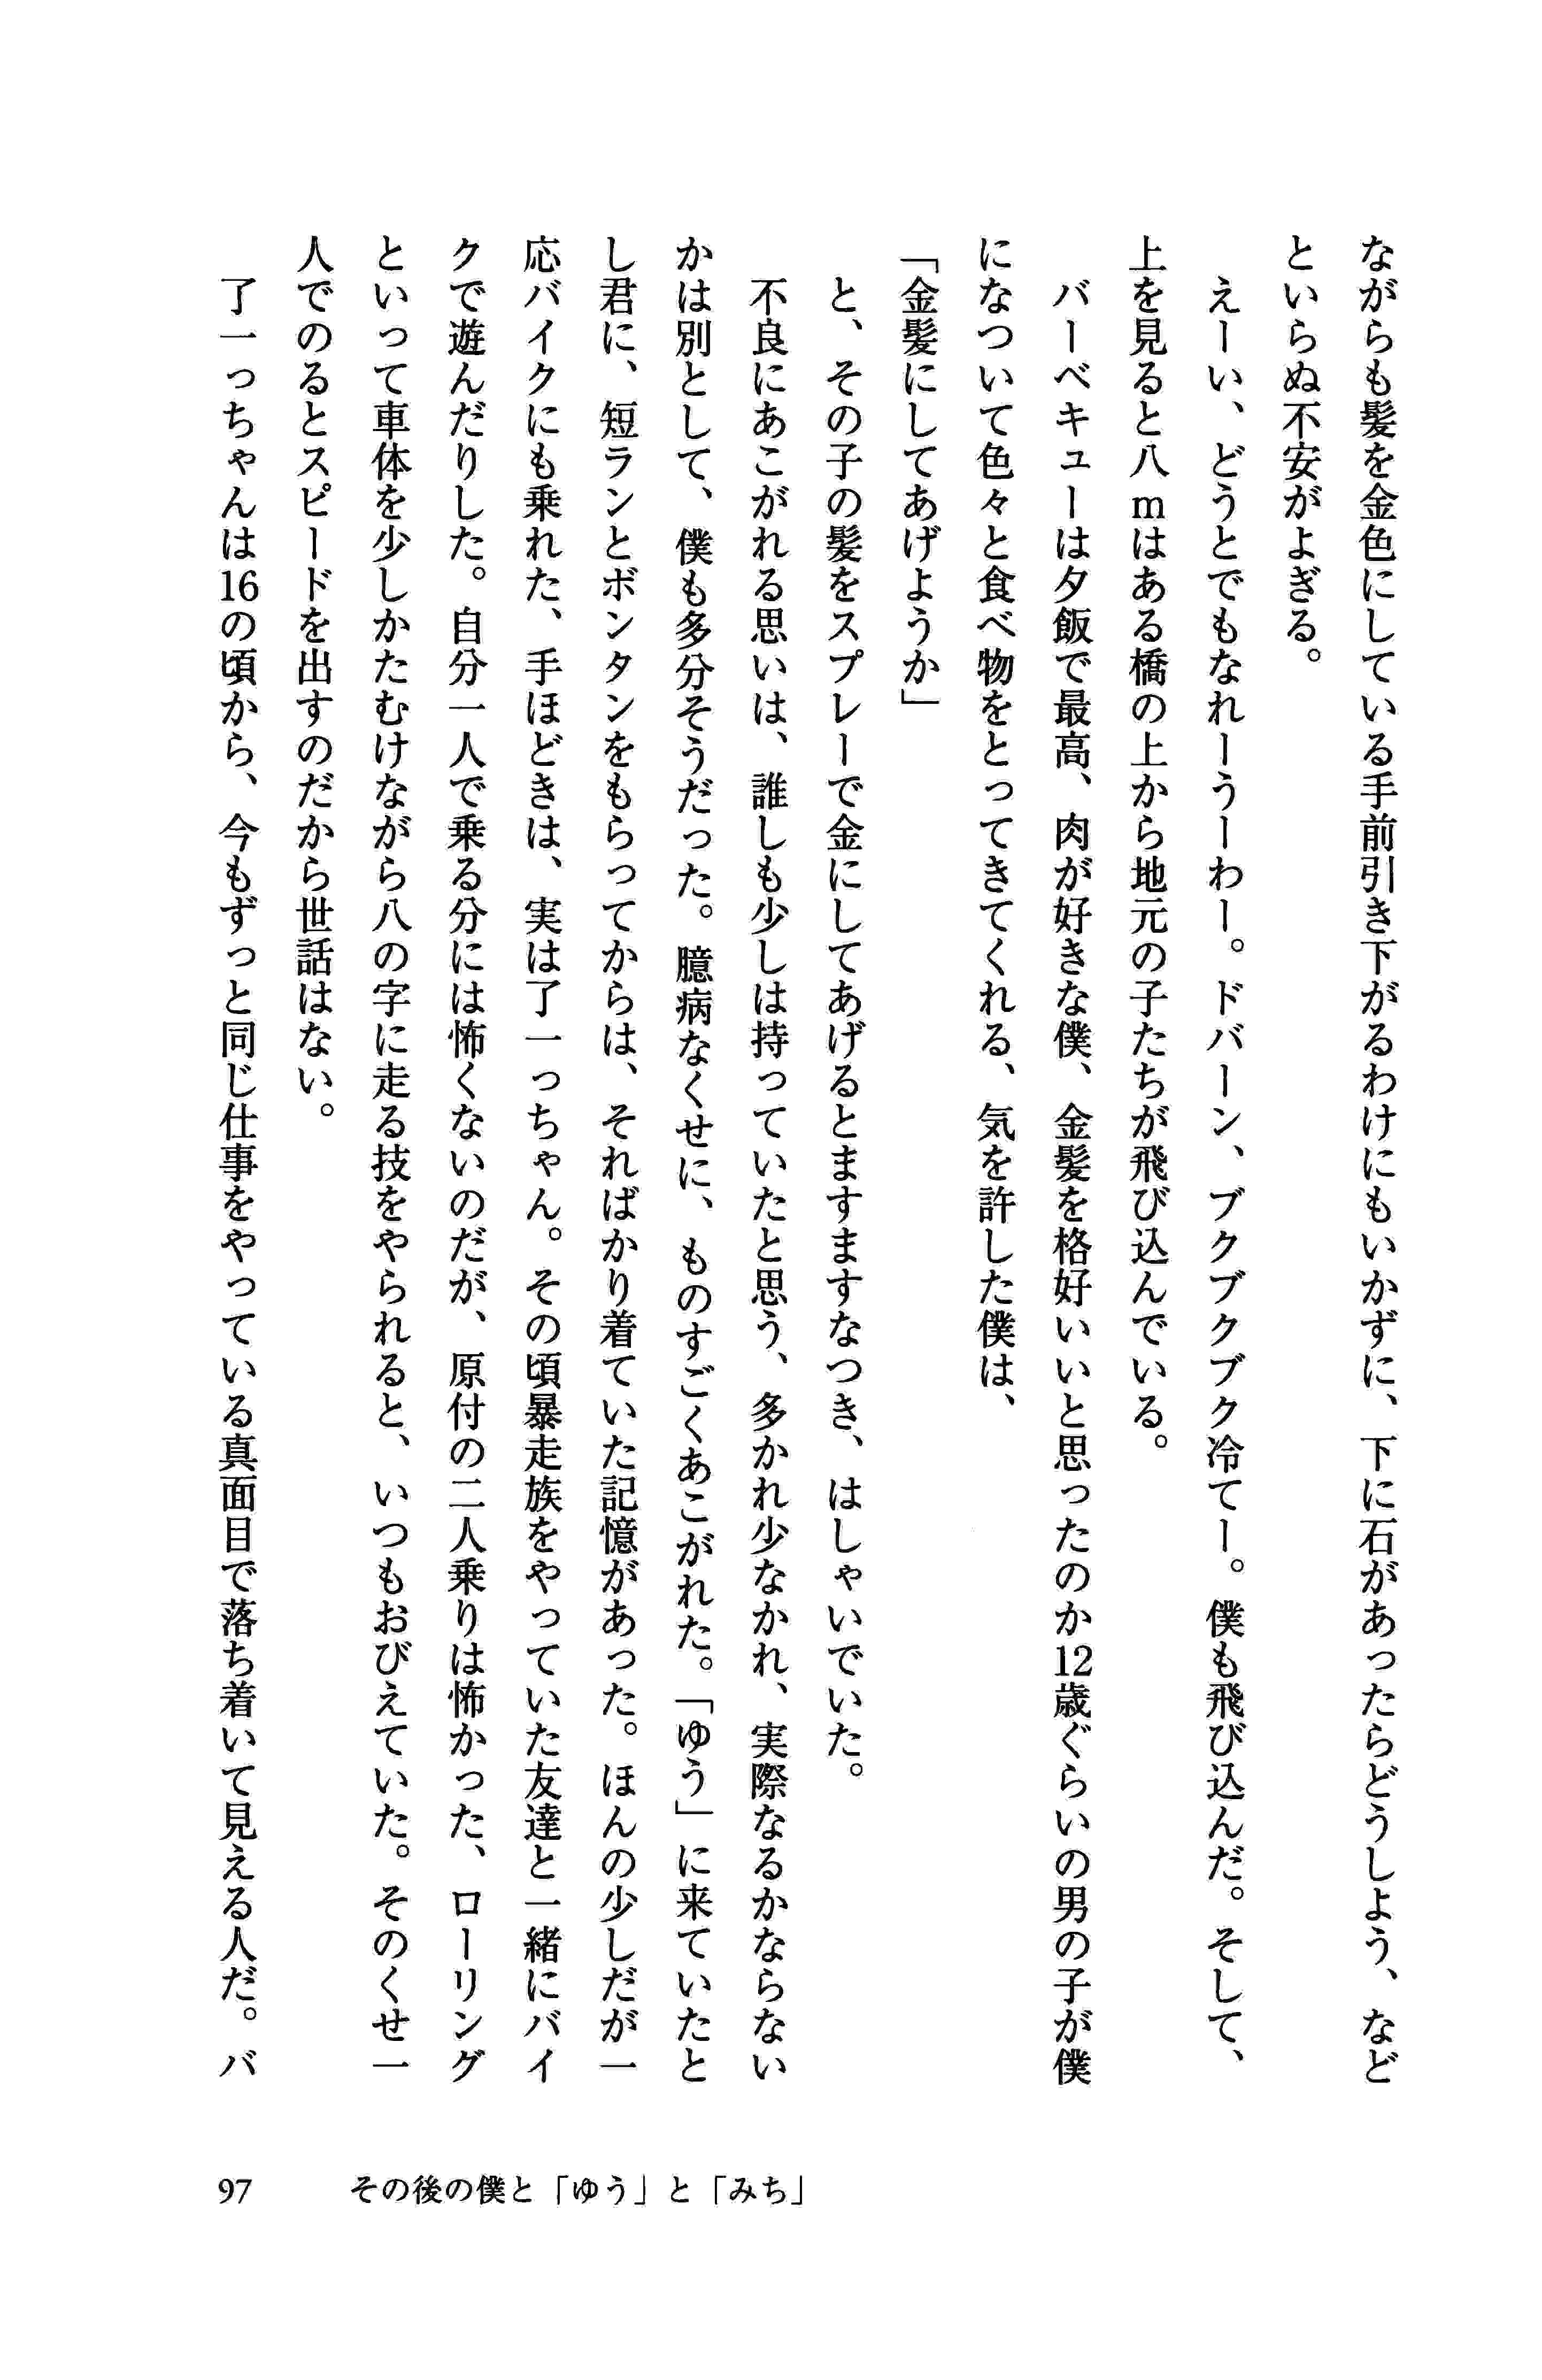 ながらも髪を金色にしている手前引き下がるわけにもいかずに、下に石があったらどうしよう、など
といらぬ不安がよぎる。
　えーい、どうとでもなれーうーわー。ドバーン、ブクブクブク冷てー。僕も飛び込んだ。そして、
上を見ると八ｍはある橋の上から地元の子たちが飛び込んでいる。
　バーベキューは夕飯で最高、肉が好きな僕、金髪を格好いいと思ったのか12歳ぐらいの男の子が僕
になついて色々と食べ物をとってきてくれる、気を許した僕は、
「金髪にしてあげようか」
　と、その子の髪をスプレーで金にしてあげるとますますなつき、はしゃいでいた。
　不良にあこがれる思いは、誰しも少しは持っていたと思う、多かれ少なかれ、実際なるかならない
かは別として、僕も多分そうだった。臆病なくせに、ものすごくあこがれた。「ゆう」に来ていたと
し君に、短ランとボンタンをもらってからは、そればかり着ていた記憶があった。ほんの少しだが一
応バイクにも乗れた、手ほどきは、実は了一っちゃん。その頃暴走族をやっていた友達と一緒にバイ
クで遊んだりした。自分一人で乗る分には怖くないのだが、原付の二人乗りは怖かった、ローリング
といって車体を少しかたむけながら八の字に走る技をやられると、いつもおびえていた。そのくせ一
人でのるとスピードを出すのだから世話はない。
　了一っちゃんは16の頃から、今もずっと同じ仕事をやっている真面目で落ち着いて見える人だ。バ
97　その後の僕と「ゆう」と「みち」